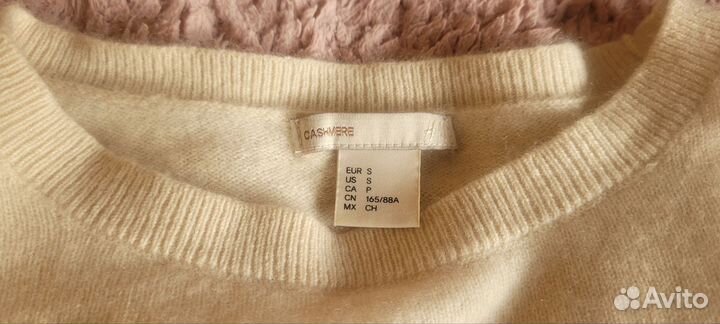 CASHMERE
EUR S
US S
CA P
CN 165/88A
MX CH
Avito